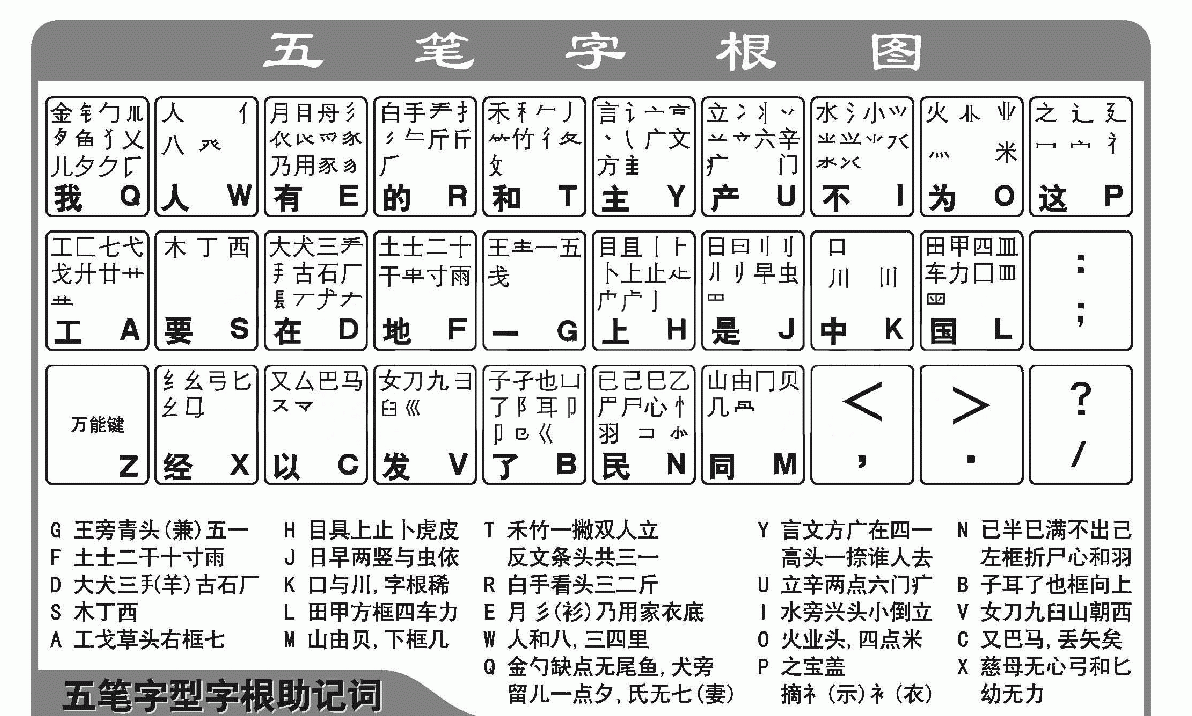 五笔字根图
金钅勹 人亻 月目丹彡 白手扌 禾丿 言讠亠 立冫丬丷 水氵小 火业 之辶廴
鱼犭乂 八 衣豕 斤 竹彳夂 丶广文 六辛 米 冖宀礻
儿夕 乃用豕 厂 攵 方 疒门 灬
我 Q 人 W 有 E 的 R 和 T 主 Y 产 U 不 I 为 O 这 P
工匚七弋 木丁西 大犬三 土士二十 王一五 目且丨 日曰刂 口 田甲四皿 :
戈廾廿艹 古石厂 干寸雨 戋 卜上止 早虫 川 车力囗 ;
工 A 要 S 在 D 地 F 一 G 上 H 是 J 中 K 国 L
纟幺弓匕 又厶巴马 女刀九彐 子孑也凵 已己巳乙 山由冂贝 < > ?
臼巛 了阝耳卩 尸心忄 几 , . /
万能键 卩巜 羽
Z 经 X 以 C 发 V 了 B 民 N 同 M
G 王旁青头(兼)五一 H 目具上止卜虎皮 T 禾竹一撇双人立 Y 言文方广在四一 N 已半巳满不出己
F 土士二干十寸雨 J 日早两竖与虫依 反文条头共三一 高头一捺谁人去 左框折尸心和羽
D 大犬三(羊)古石厂 K 口与川,字根稀 R 白手看头三二斤 U 立辛两点六门疒 B 子耳了也框向上
S 木丁西 L 田甲方框四车力 E 月彡(衫)乃用家衣底 I 水旁兴头小倒立 V 女刀九臼山朝西
A 工戈草头右框七 M 山由贝,下框几 W 人和八,三四里 O 火业头,四点米 C 又巴马,丢矢矣
Q 金勺缺点无尾鱼,犬旁 P 之宝盖 X 慈母无心弓和匕
留儿一点夕,氏无七(妻) 摘礻(示)衤(衣) 幼无力
五笔字型字根助记词